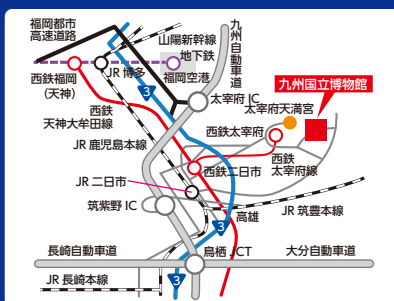 福岡都市
高速道路
山陽新幹線
地下鉄
九州自動車道
西鉄福岡
(天神)
JR 博多
福岡空港
3
太宰府 IC
九州国立博物館
太宰府天満宮
西鉄
天神大牟田線
西鉄太宰府
JR 鹿児島本線
西鉄
太宰府線
西鉄二日市
JR 二日市
筑紫野 IC
高雄
JR 筑豊本線
3
長崎自動車道
鳥栖 JCT
大分自動車道
JR 長崎本線
3